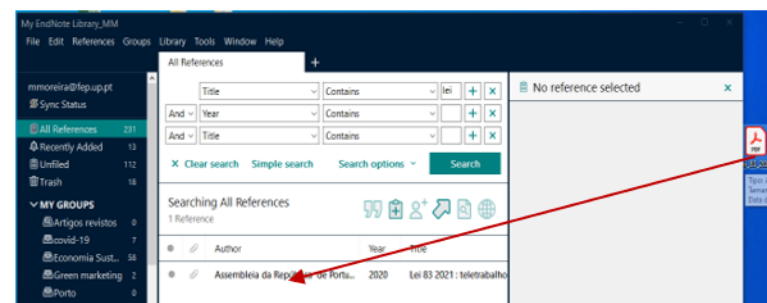 My EndNote Library_MM
File Edit References Groups Library Tools Window Help
All References +
mmoreira@fep.up.pt
Sync Status
All References 231
Recently Added 13
Unfiled 112
Trash 18
MY GROUPS
Artigos revistos 0
covid-19 7
Economia Sust... 56
Green marketing 2
Porto 0
Title Contains lei + x
And Year Contains + x
And Title Contains + x
x Clear search Simple search Search options Search
Searching All References
1 Reference
Author Year Title
Assembleia da República de Portu... 2020 Lei 83 2021 : teletrabalho
No reference selected x
PDF
Tipo:
Data d